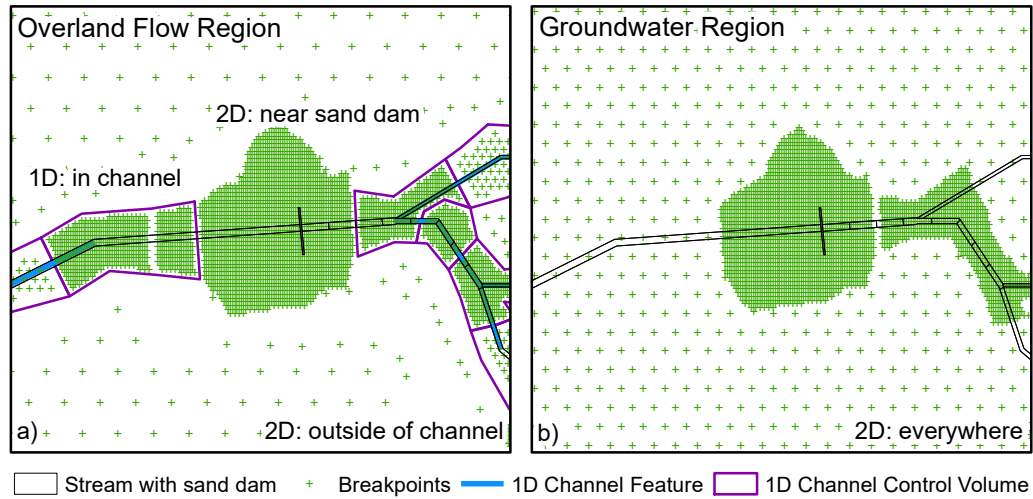 Overland Flow Region
2D: near sand dam
1D: in channel
a)
2D: outside of channel
Groundwater Region
b)
2D: everywhere
Stream with sand dam
Breakpoints
1D Channel Feature
1D Channel Control Volume